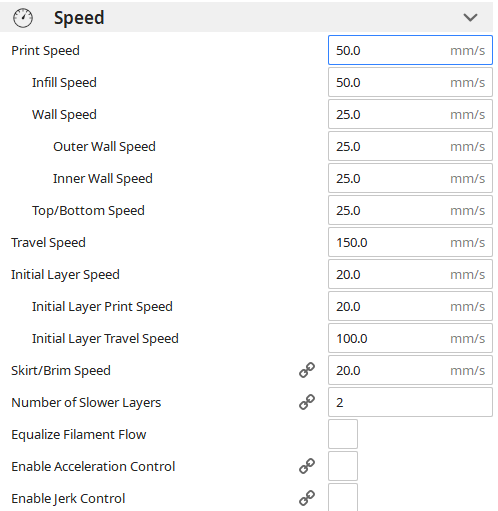 Speed
Print Speed 50.0 mm/s
Infill Speed 50.0 mm/s
Wall Speed 25.0 mm/s
Outer Wall Speed 25.0 mm/s
Inner Wall Speed 25.0 mm/s
Top/Bottom Speed 25.0 mm/s
Travel Speed 150.0 mm/s
Initial Layer Speed 20.0 mm/s
Initial Layer Print Speed 20.0 mm/s
Initial Layer Travel Speed 100.0 mm/s
Skirt/Brim Speed 20.0 mm/s
Number of Slower Layers 2
Equalize Filament Flow
Enable Acceleration Control
Enable Jerk Control